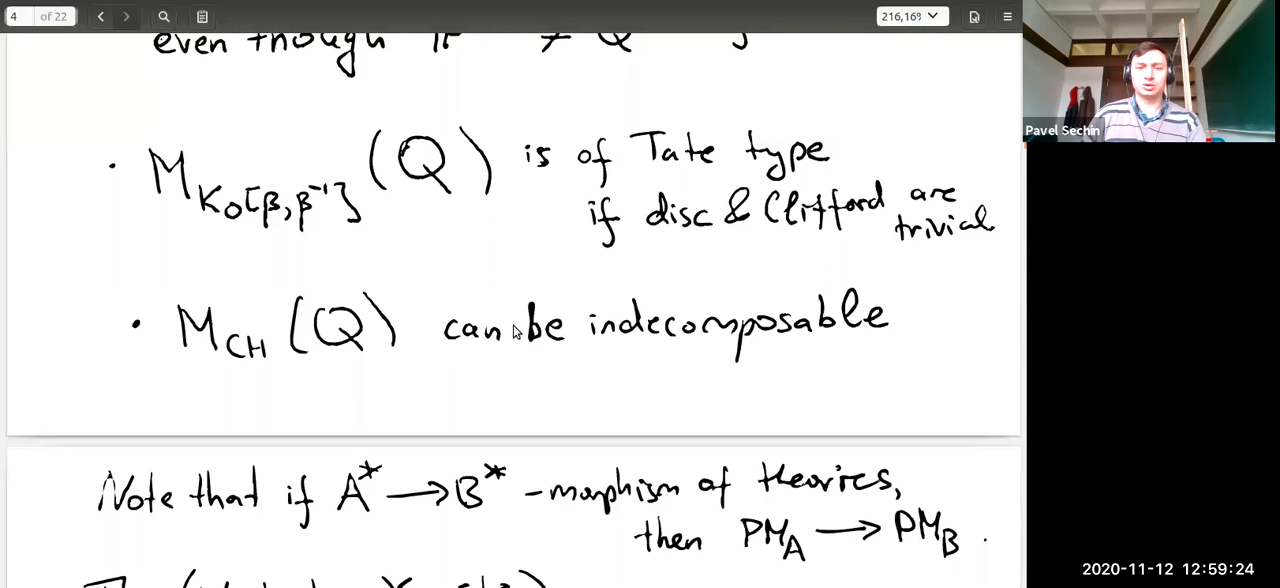 4 of 22 216,16%
even though
• M_{K_0[β, β^{-1}]} (Q) is of Tate type
if disc & Clifford are trivial
• M_{CH} (Q) can be indecomposable
Note that if A* → B* - morphism of theories,
then PM_A → PM_B.
Pavel Sechin
2020-11-12 12:59:24